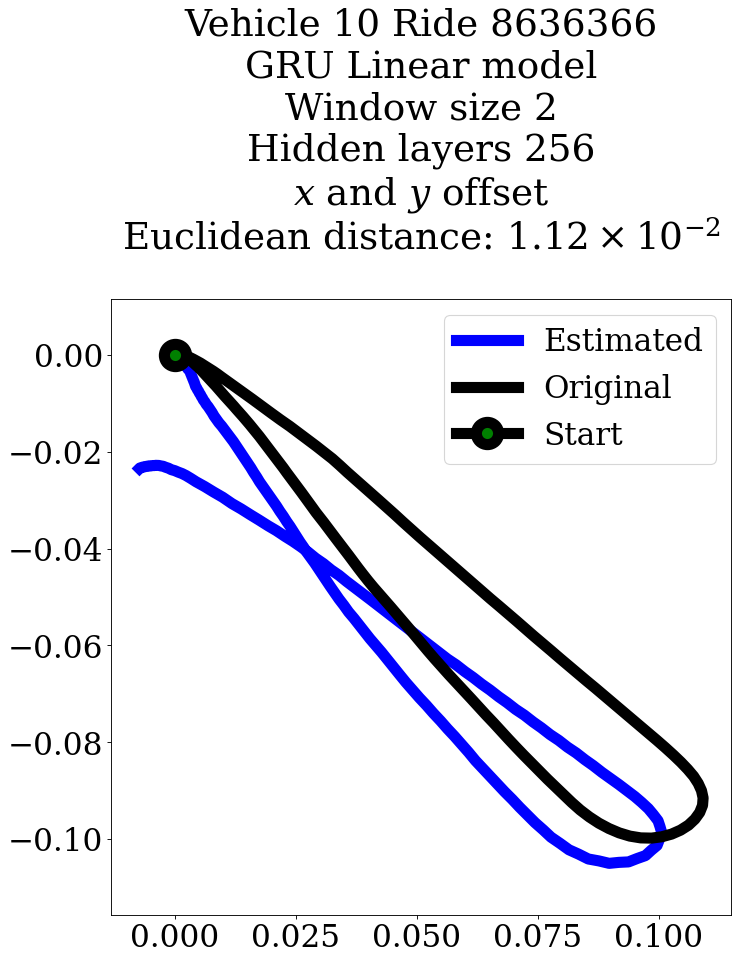 Vehicle 10 Ride 8636366
GRU Linear model
Window size 2
Hidden layers 256
x and y offset
Euclidean distance: 1.12 × 10⁻²
Estimated
Original
Start
0.00
−0.02
−0.04
−0.06
−0.08
−0.10
0.000 0.025 0.050 0.075 0.100